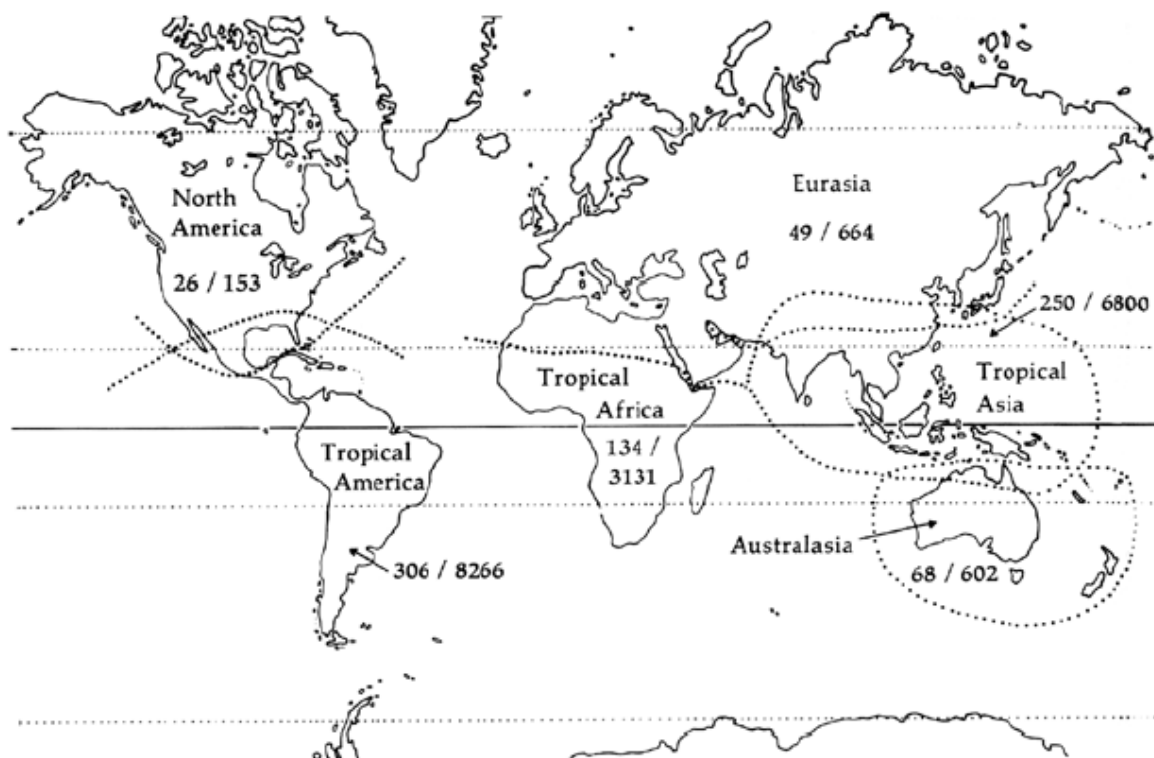 North
America
26 / 153
Eurasia
49 / 664
250 / 6800
Tropical
Asia
Tropical
Africa
134 /
3131
Tropical
America
306 / 8266
Australasia
68 / 602